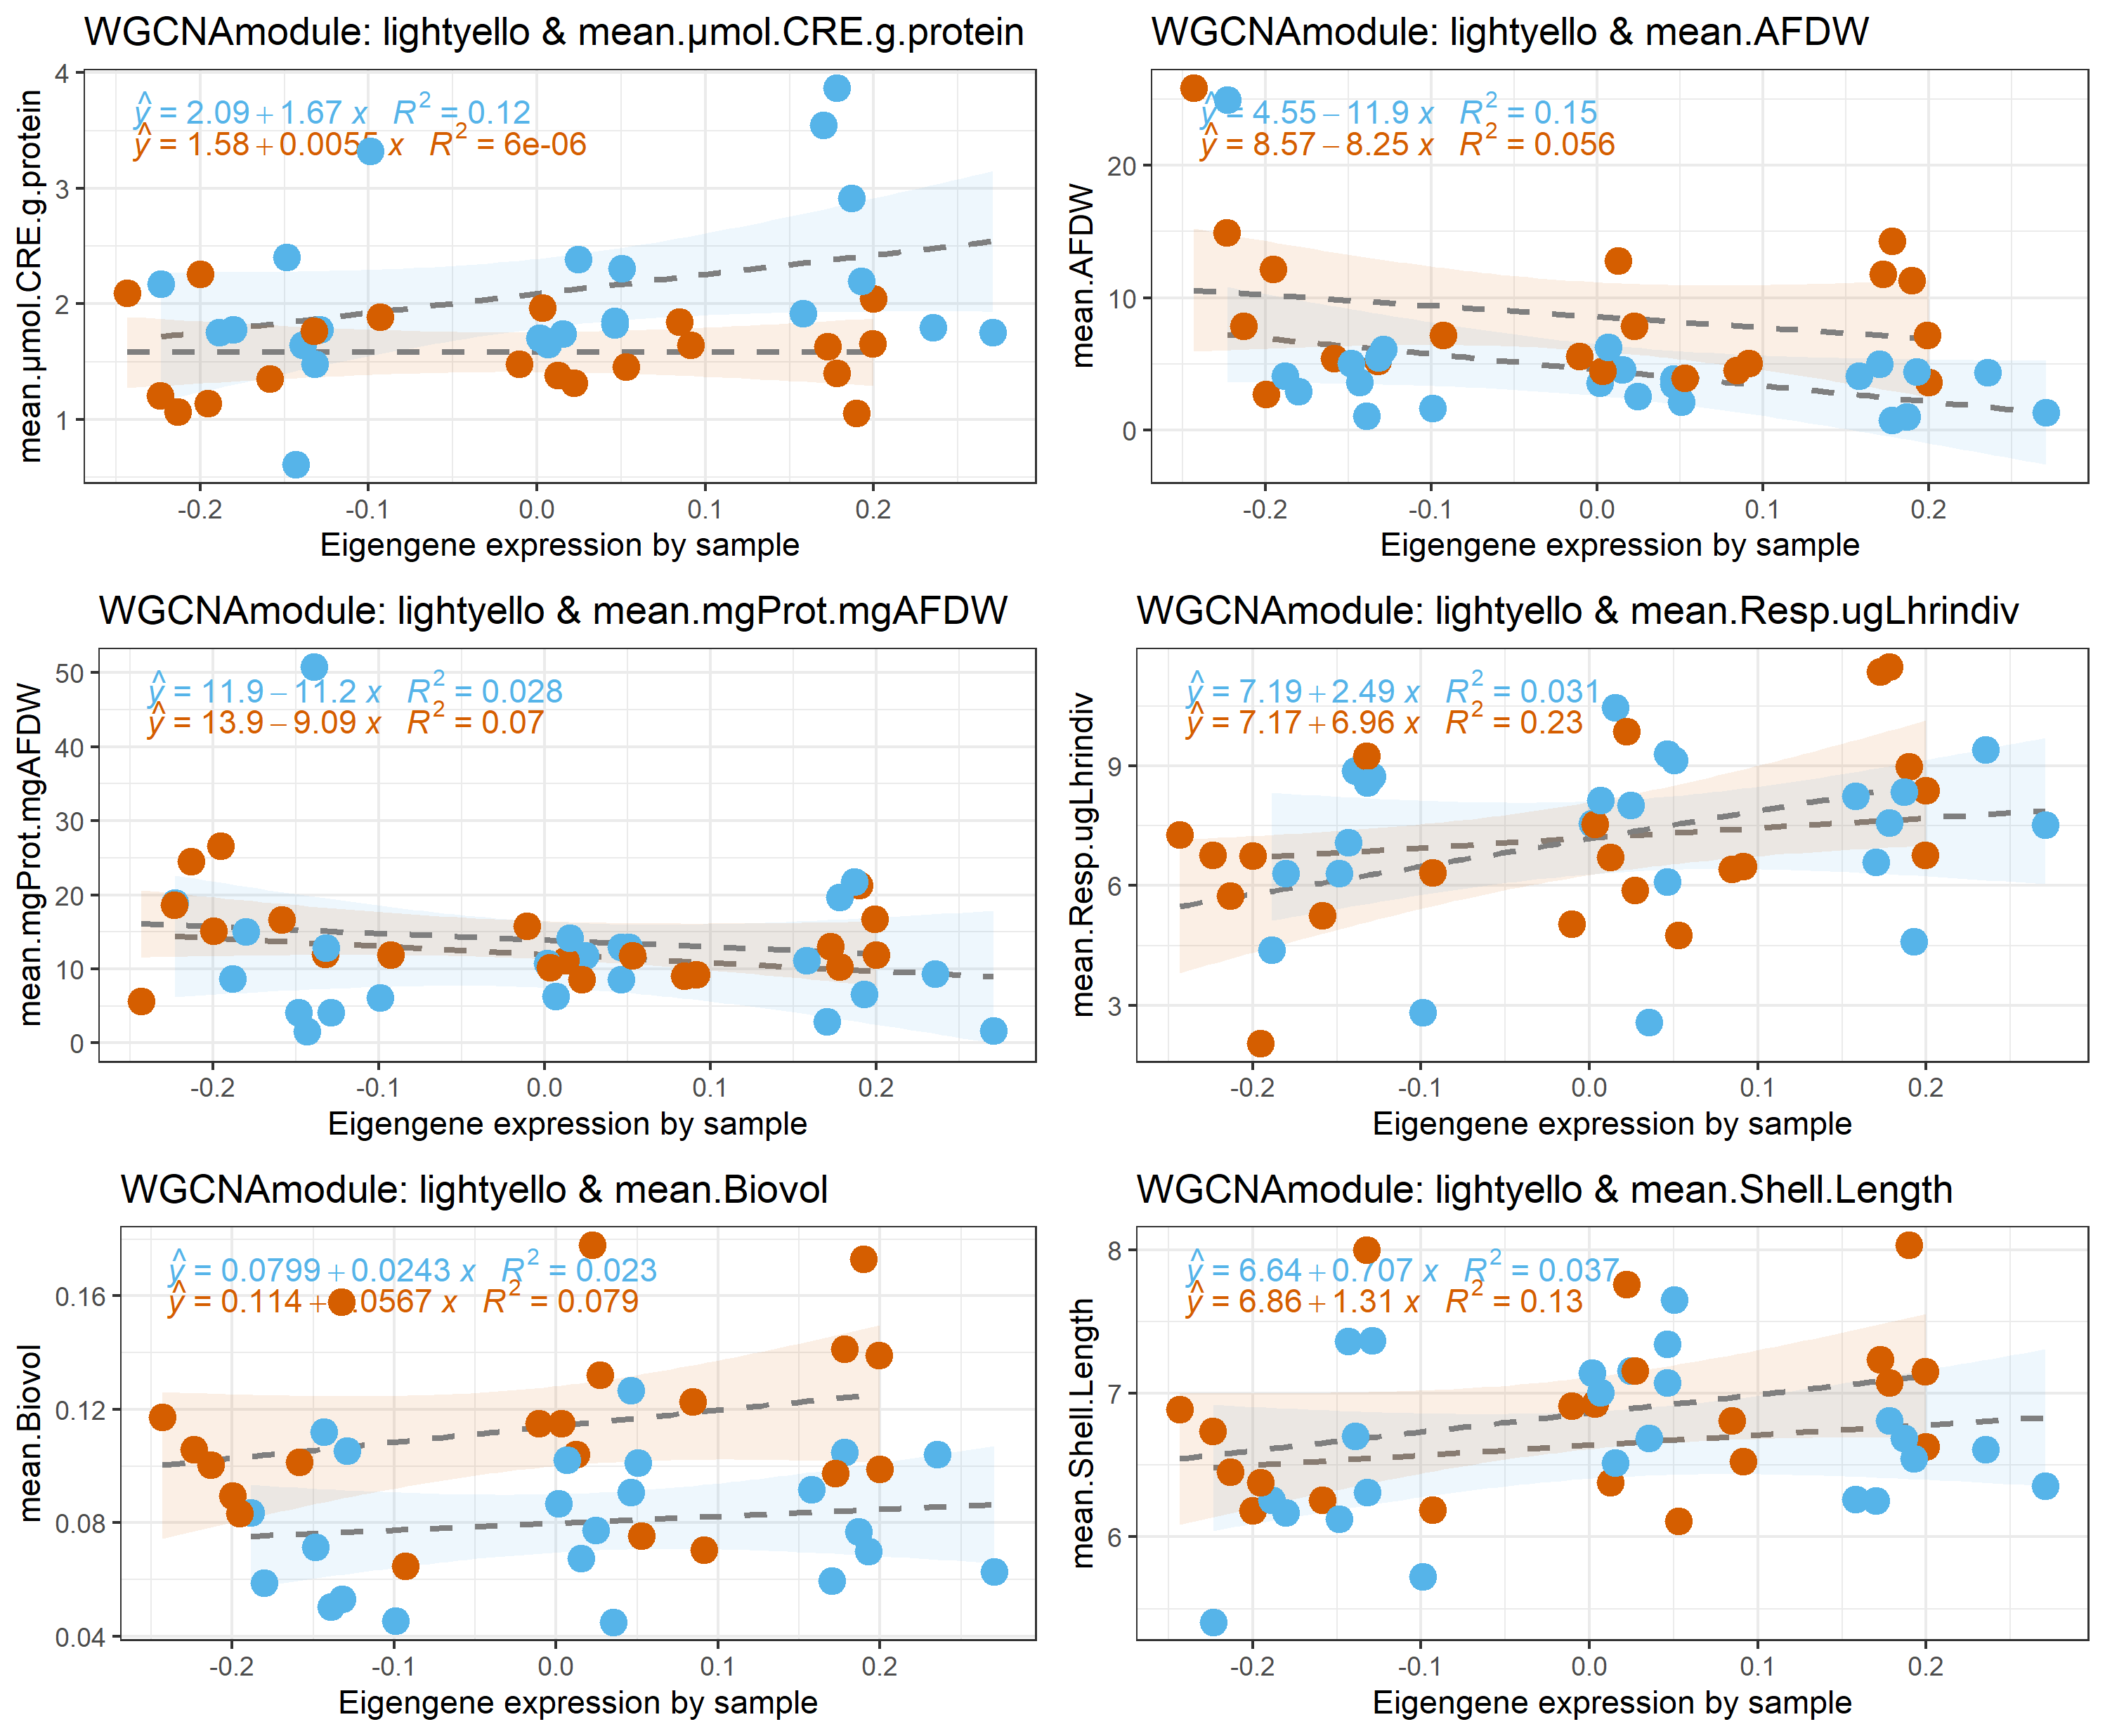 WGCNAmodule: lightyello & mean.µmol.CRE.g.protein
ŷ = 2.09 + 1.67 x R² = 0.12
ŷ = 1.58 + 0.0055 x R² = 6e-06
mean.µmol.CRE.g.protein
4
3
2
1
-0.2 -0.1 0.0 0.1 0.2
Eigengene expression by sample
WGCNAmodule: lightyello & mean.AFDW
ŷ = 4.55 − 11.9 x R² = 0.15
ŷ = 8.57 − 8.25 x R² = 0.056
mean.AFDW
20
10
0
-0.2 -0.1 0.0 0.1 0.2
Eigengene expression by sample
WGCNAmodule: lightyello & mean.mgProt.mgAFDW
ŷ = 11.9 − 11.2 x R² = 0.028
ŷ = 13.9 − 9.09 x R² = 0.07
mean.mgProt.mgAFDW
50
40
30
20
10
0
-0.2 -0.1 0.0 0.1 0.2
Eigengene expression by sample
WGCNAmodule: lightyello & mean.Resp.ugLhrindiv
ŷ = 7.19 + 2.49 x R² = 0.031
ŷ = 7.17 + 6.96 x R² = 0.23
mean.Resp.ugLhrindiv
9
6
3
-0.2 -0.1 0.0 0.1 0.2
Eigengene expression by sample
WGCNAmodule: lightyello & mean.Biovol
ŷ = 0.0799 + 0.0243 x R² = 0.023
ŷ = 0.114 + .0567 x R² = 0.079
mean.Biovol
0.16
0.12
0.08
0.04
-0.2 -0.1 0.0 0.1 0.2
Eigengene expression by sample
WGCNAmodule: lightyello & mean.Shell.Length
ŷ = 6.64 + 0.707 x R² = 0.037
ŷ = 6.86 + 1.31 x R² = 0.13
mean.Shell.Length
8
7
6
-0.2 -0.1 0.0 0.1 0.2
Eigengene expression by sample